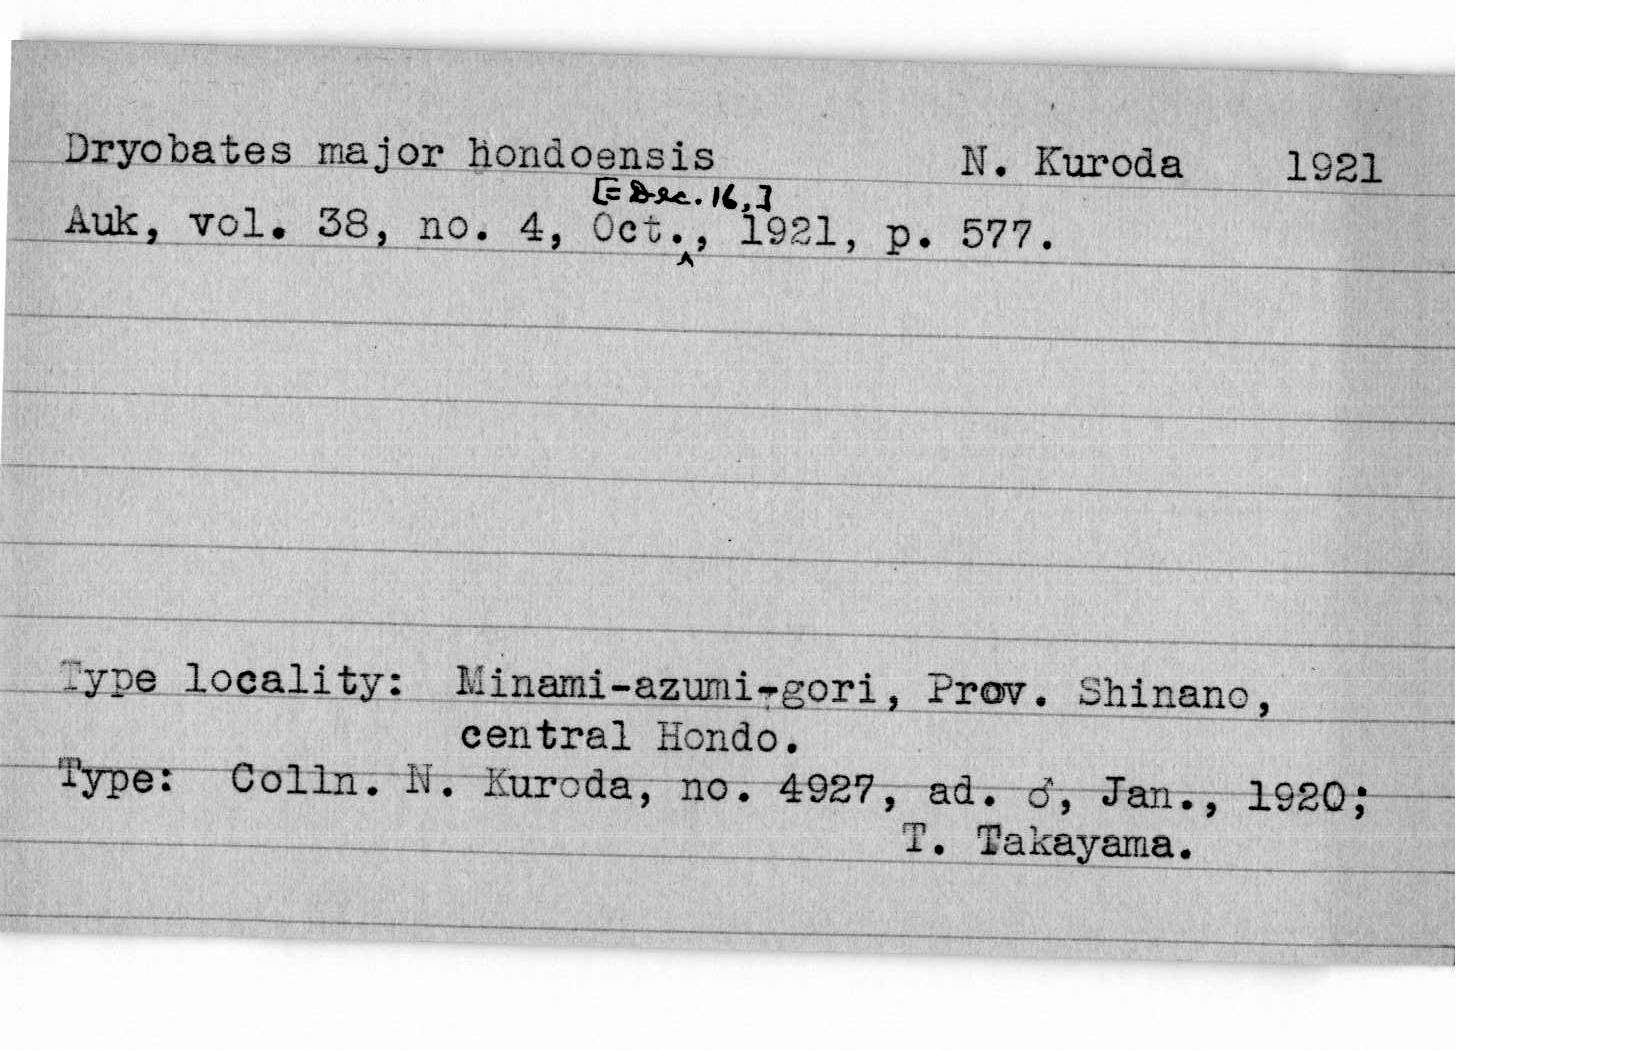 Dryobates major hondoensis N. Kuroda 1921
[= Dec. 16,]
Auk, vol. 38, no. 4, Oct., 1921, p. 577.
Type locality: Minami-azumi-gori, Prov. Shinano,
central Hondo.
Type: Colln. N. Kuroda, no. 4927, ad. ♂, Jan., 1920;
T. Takayama.